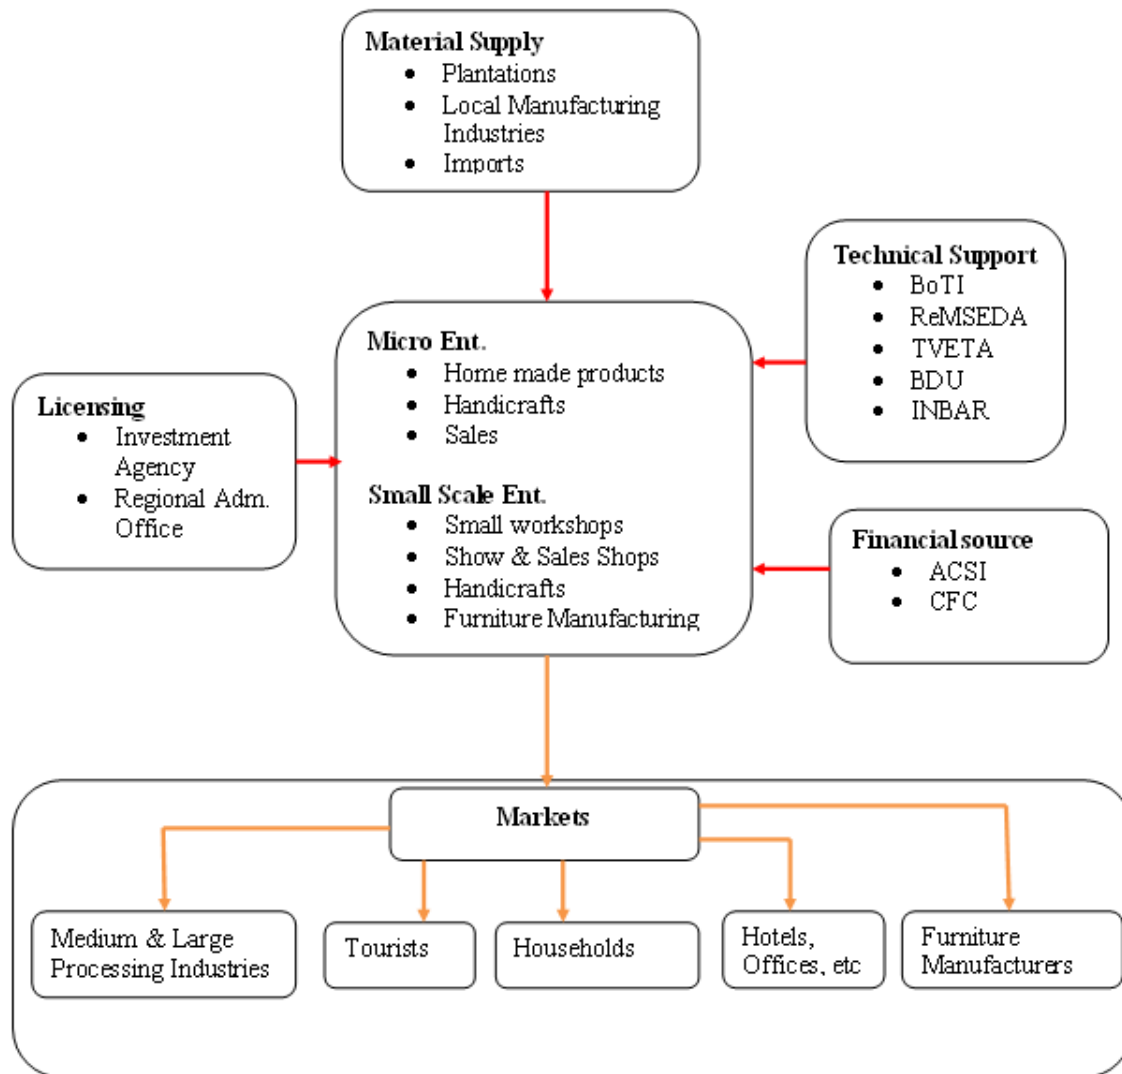 Material Supply
• Plantations
• Local Manufacturing
Industries
• Imports
Technical Support
• BoTI
• ReMSEDA
• TVETA
• BDU
• INBAR
Micro Ent.
• Home made products
• Handicrafts
• Sales
Licensing
• Investment
Agency
• Regional Adm.
Office
Small Scale Ent.
• Small workshops
• Show & Sales Shops
• Handicrafts
• Furniture Manufacturing
Financial source
• ACSI
• CFC
Markets
Medium & Large
Processing Industries
Tourists
Households
Hotels,
Offices, etc
Furniture
Manufacturers